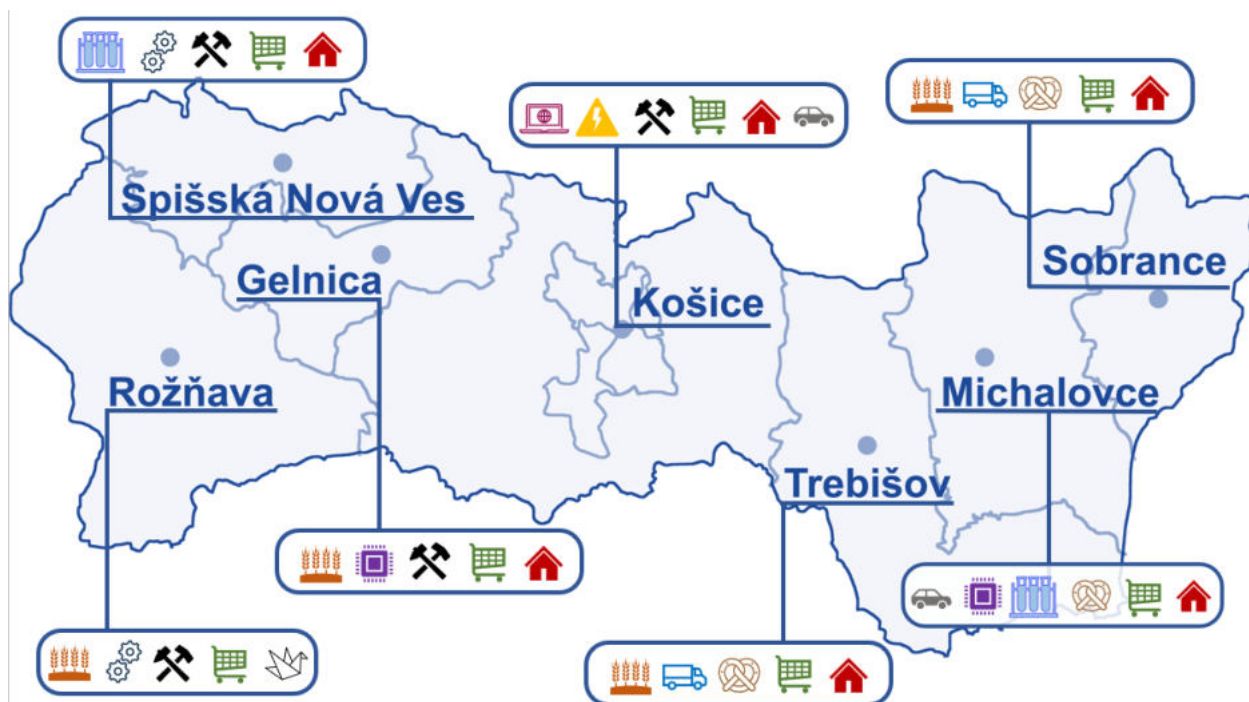 Spišská Nová Ves
Gelnica
Košice
Sobrance
Rožňava
Michalovce
Trebišov